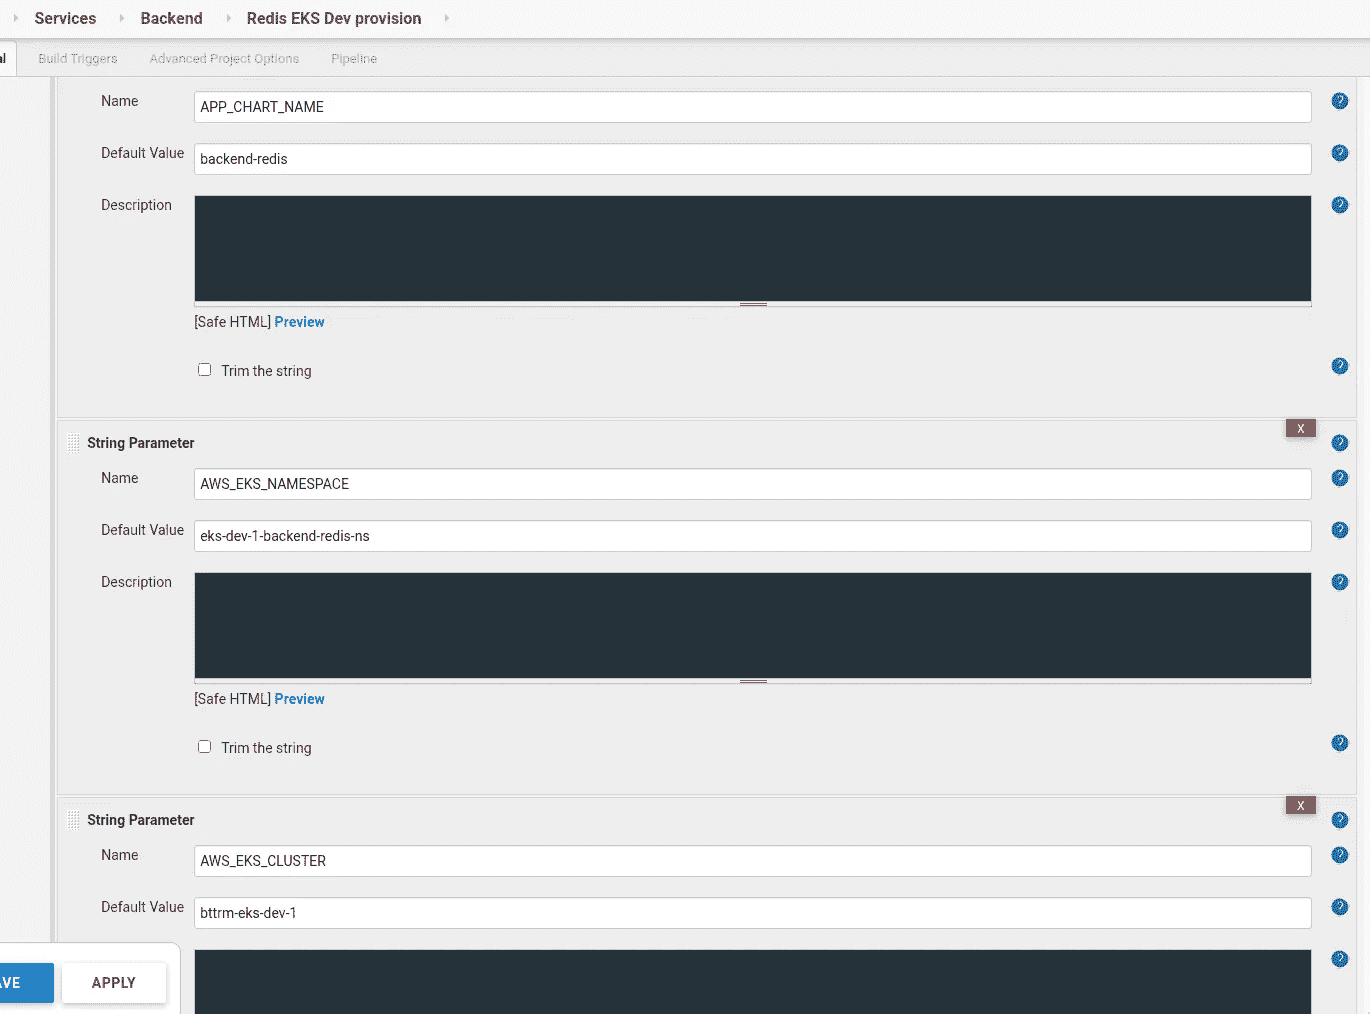 Services Backend Redis EKS Dev provision
al Build Triggers Advanced Project Options Pipeline
Name APP_CHART_NAME
Default Value backend-redis
Description
[Safe HTML] Preview
Trim the string
X
String Parameter
Name AWS_EKS_NAMESPACE
Default Value eks-dev-1-backend-redis-ns
Description
[Safe HTML] Preview
Trim the string
X
String Parameter
Name AWS_EKS_CLUSTER
Default Value bttrm-eks-dev-1
AVE APPLY